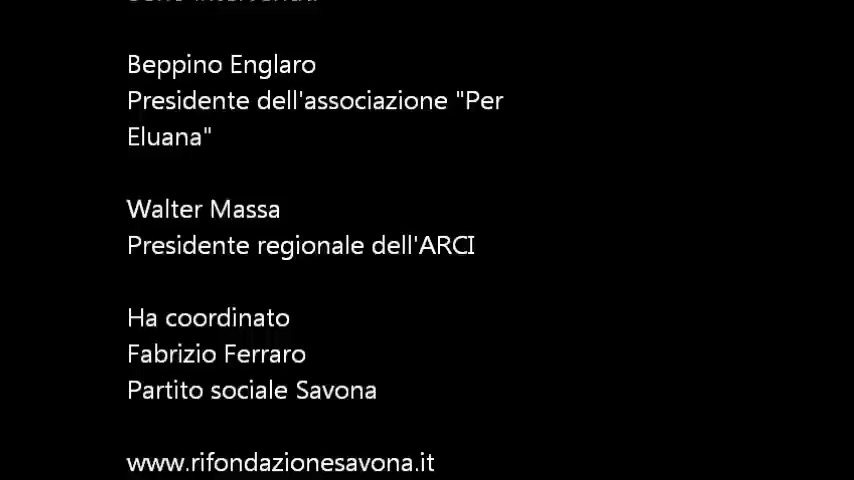 Beppino Englaro
Presidente dell'associazione "Per
Eluana"
Walter Massa
Presidente regionale dell'ARCI
Ha coordinato
Fabrizio Ferraro
Partito sociale Savona
www.rifondazionesavona.it